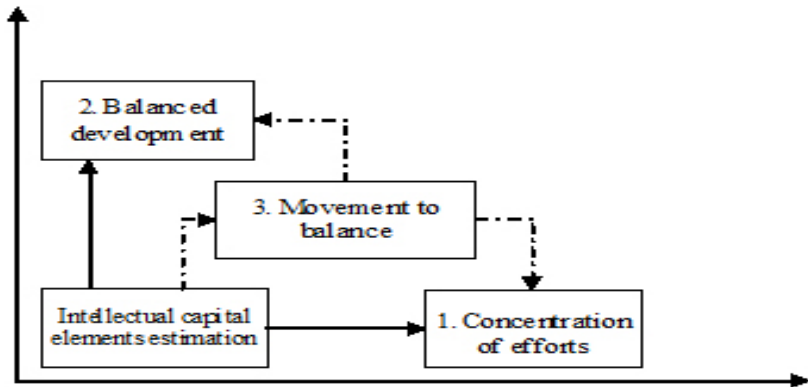 2. Balanced
development
3. Movement to
balance
Intellectual capital
elements estimation
1. Concentration
of efforts